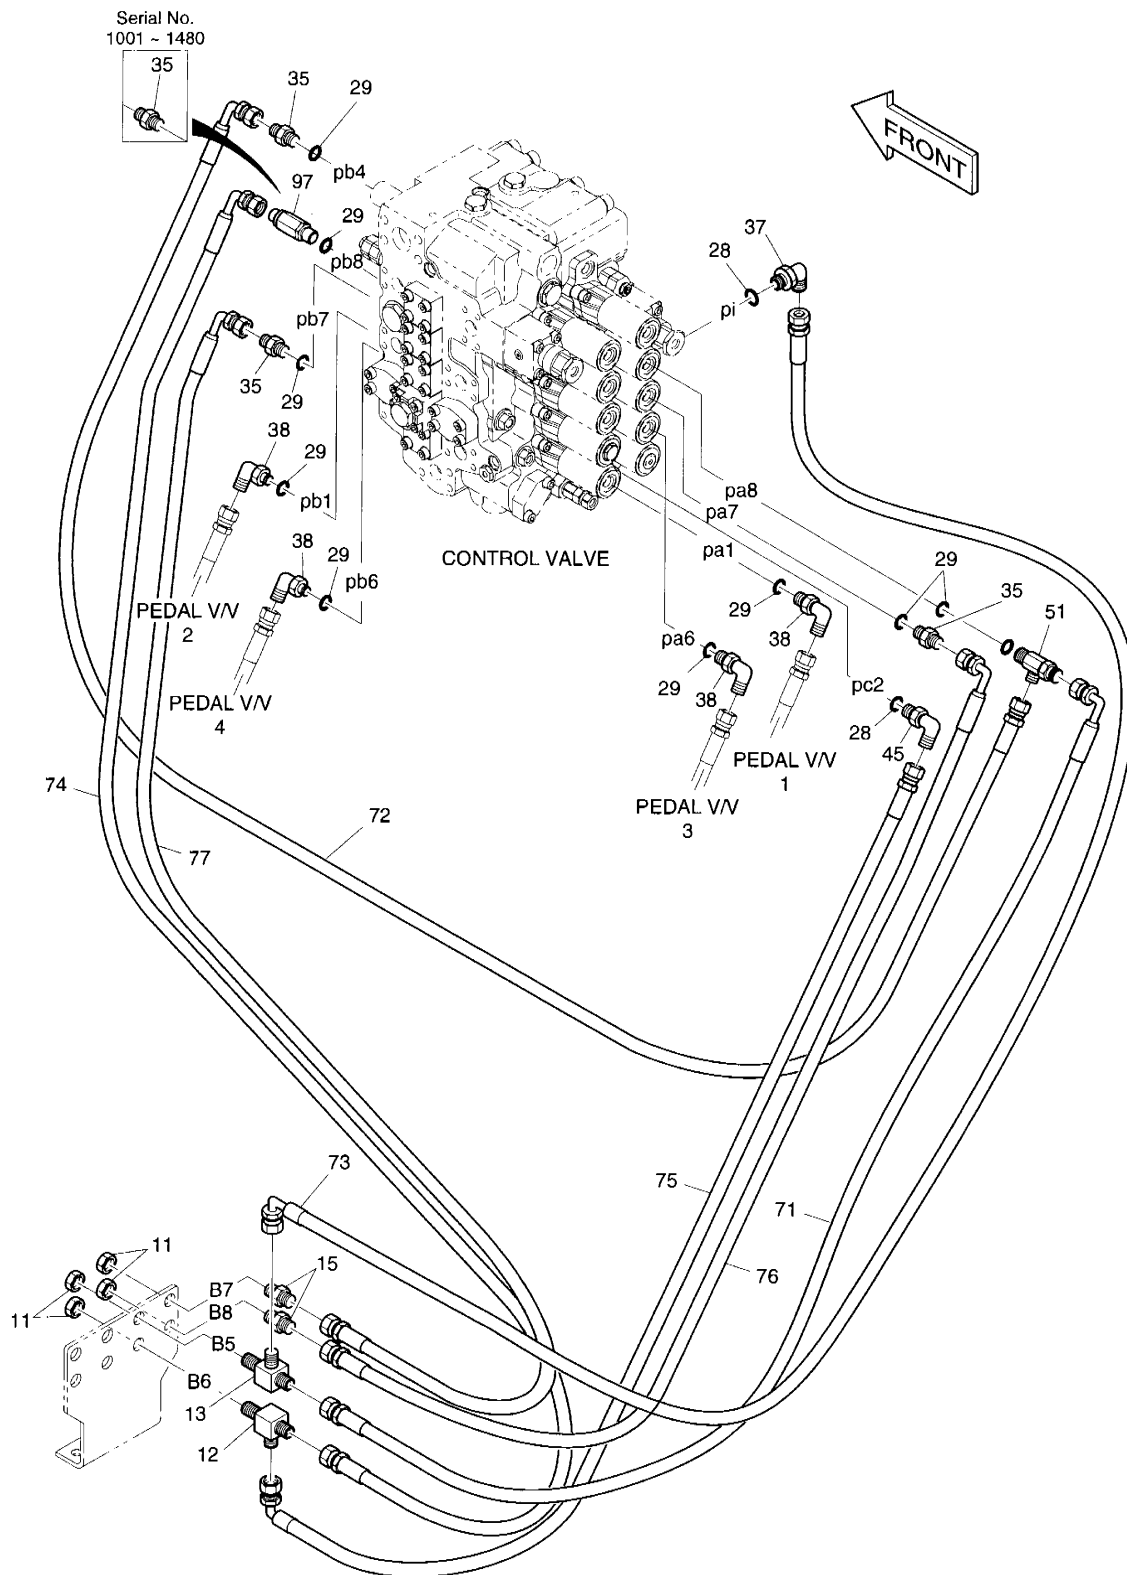 Serial No.
1001 ~ 1480
35
35
29
pb4
FRONT
97
29
pb8
37
28
pi
pb7
35
29
38
29
pb1
pa8
pa7
pa1
CONTROL VALVE
38
29
pb6
29
35
51
PEDAL V/V
2
29
38
pa6
29
38
pc2
28
45
PEDAL V/V
4
PEDAL V/V
1
PEDAL V/V
3
74
72
77
73
75
71
76
11
11
B7
15
B8
B5
B6
13
12